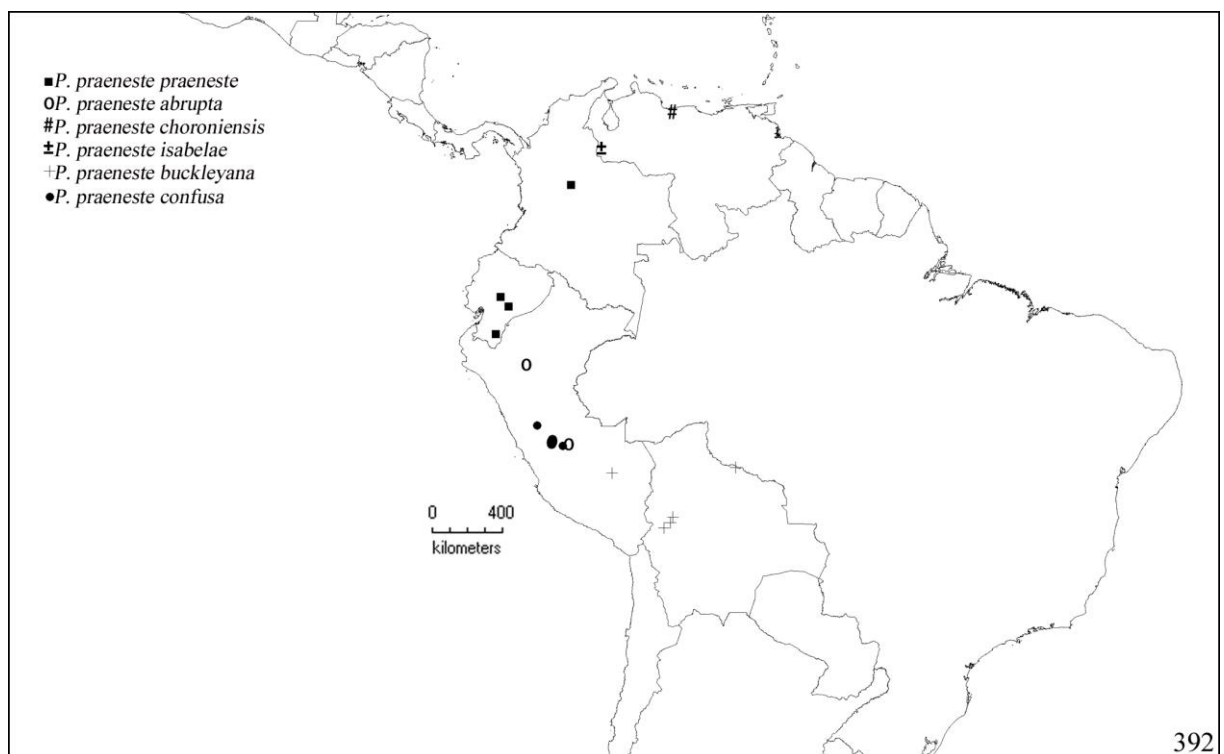 ■P. praeneste praeneste
oP. praeneste abrupta
#P. praeneste choroniensis
±P. praeneste isabelae
+P. praeneste buckleyana
●P. praeneste confusa
0 400
kilometers
392